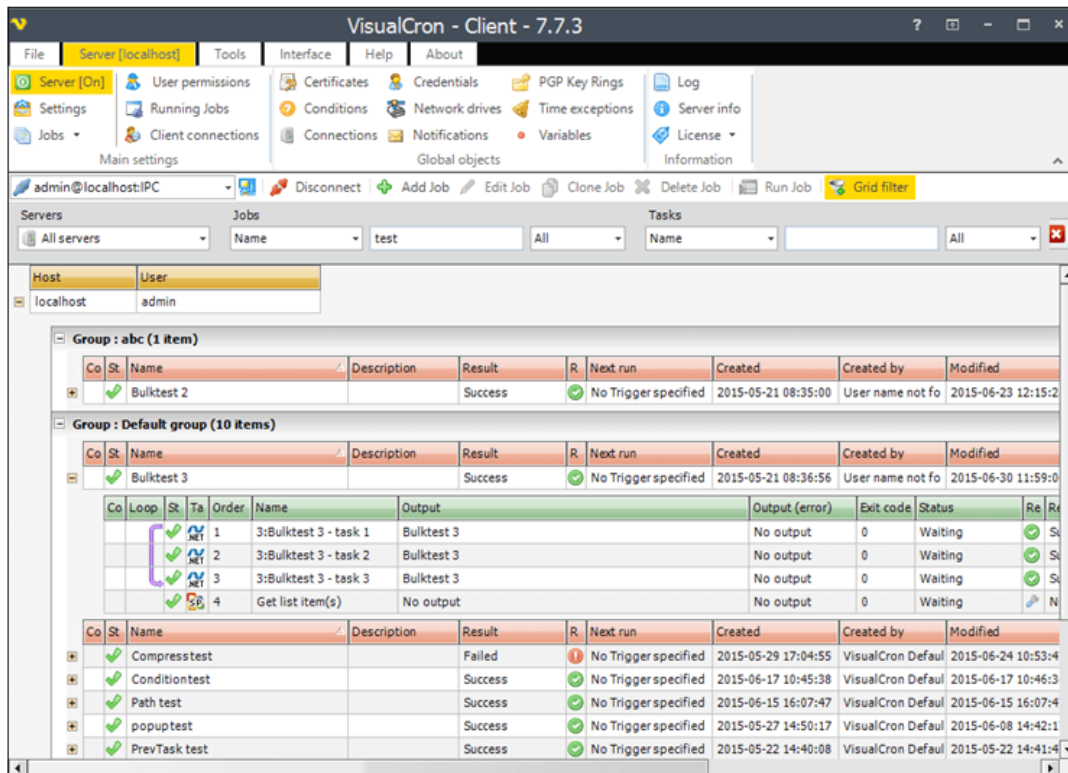 VisualCron - Client - 7.7.3
File Server [localhost] Tools Interface Help About
Server [On] User permissions Certificates Credentials PGP Key Rings Log
Settings Running Jobs Conditions Network drives Time exceptions Server info
Jobs Client connections Connections Notifications Variables License
Main settings Global objects Information
admin@localhost:IPC Disconnect Add Job Edit Job Clone Job Delete Job Run Job Grid filter
Servers Jobs Tasks
All servers Name test All Name All
Host User
localhost admin
Group : abc (1 item)
Co St Name Description Result R Next run Created Created by Modified
Bulktest 2 Success No Trigger specified 2015-05-21 08:35:00 User name not fo 2015-06-23 12:15:2
Group : Default group (10 items)
Co St Name Description Result R Next run Created Created by Modified
Bulktest 3 Success No Trigger specified 2015-05-21 08:36:56 User name not fo 2015-06-30 11:59:0
Co Loop St Ta Order Name Output Output (error) Exit code Status Re Re
.NET 1 3:Bulktest 3 - task 1 Bulktest 3 No output 0 Waiting Su
.NET 2 3:Bulktest 3 - task 2 Bulktest 3 No output 0 Waiting Su
.NET 3 3:Bulktest 3 - task 3 Bulktest 3 No output 0 Waiting Su
SP 4 Get list item(s) No output No output 0 Waiting N
Co St Name Description Result R Next run Created Created by Modified
Compress test Failed No Trigger specified 2015-05-29 17:04:55 VisualCron Defaul 2015-06-24 10:53:4
Condition test Success No Trigger specified 2015-06-17 10:45:38 VisualCron Defaul 2015-06-17 10:46:3
Path test Success No Trigger specified 2015-06-15 16:07:47 VisualCron Defaul 2015-06-15 16:07:4
popup test Success No Trigger specified 2015-05-27 14:50:17 VisualCron Defaul 2015-06-08 14:42:1
PrevTask test Success No Trigger specified 2015-05-22 14:40:08 VisualCron Defaul 2015-05-22 14:41:4